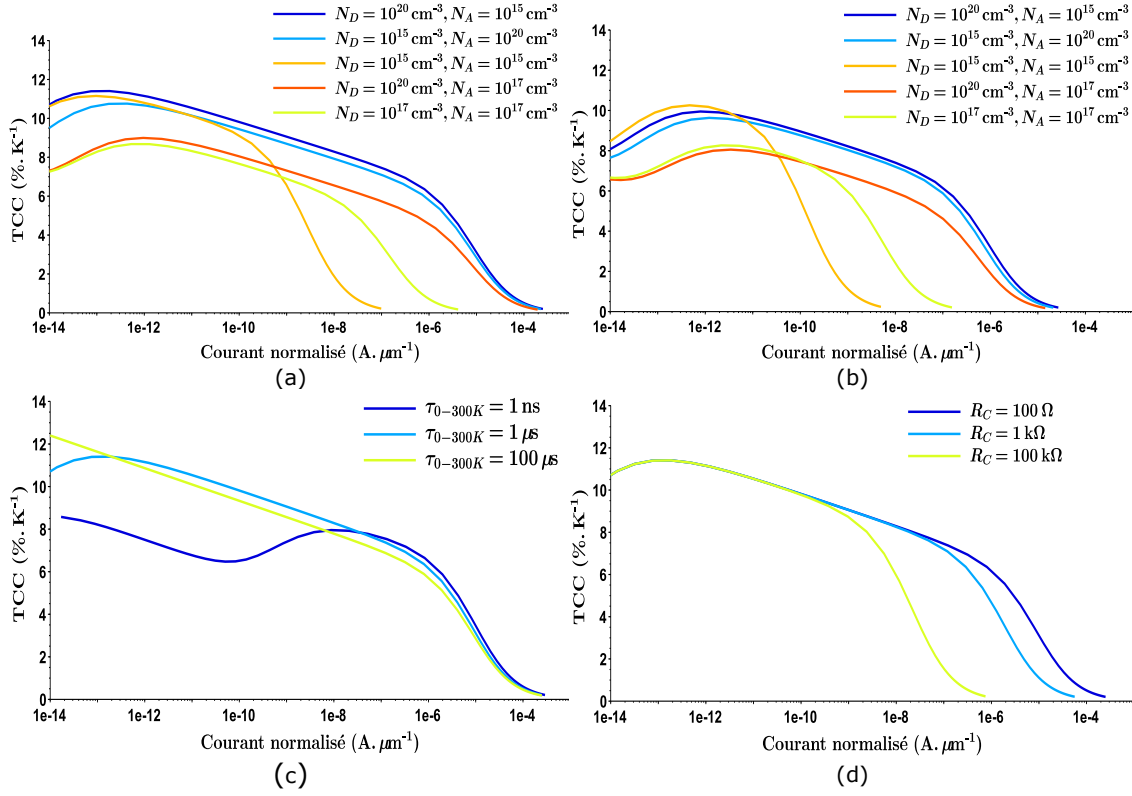 N_D = 10^20 cm^-3, N_A = 10^15 cm^-3
N_D = 10^15 cm^-3, N_A = 10^20 cm^-3
N_D = 10^15 cm^-3, N_A = 10^15 cm^-3
N_D = 10^20 cm^-3, N_A = 10^17 cm^-3
N_D = 10^17 cm^-3, N_A = 10^17 cm^-3
TCC (%. K^-1)
14
12
10
8
6
4
2
0
1e-14 1e-12 1e-10 1e-8 1e-6 1e-4
Courant normalisé (A. µm^-1)
(a)
N_D = 10^20 cm^-3, N_A = 10^15 cm^-3
N_D = 10^15 cm^-3, N_A = 10^20 cm^-3
N_D = 10^15 cm^-3, N_A = 10^15 cm^-3
N_D = 10^20 cm^-3, N_A = 10^17 cm^-3
N_D = 10^17 cm^-3, N_A = 10^17 cm^-3
TCC (%. K^-1)
14
12
10
8
6
4
2
0
1e-14 1e-12 1e-10 1e-8 1e-6 1e-4
Courant normalisé (A. µm^-1)
(b)
τ_0−300K = 1 ns
τ_0−300K = 1 µs
τ_0−300K = 100 µs
TCC (%. K^-1)
14
12
10
8
6
4
2
0
1e-14 1e-12 1e-10 1e-8 1e-6 1e-4
Courant normalisé (A. µm^-1)
(c)
R_C = 100 Ω
R_C = 1 kΩ
R_C = 100 kΩ
TCC (%. K^-1)
14
12
10
8
6
4
2
0
1e-14 1e-12 1e-10 1e-8 1e-6 1e-4
Courant normalisé (A. µm^-1)
(d)